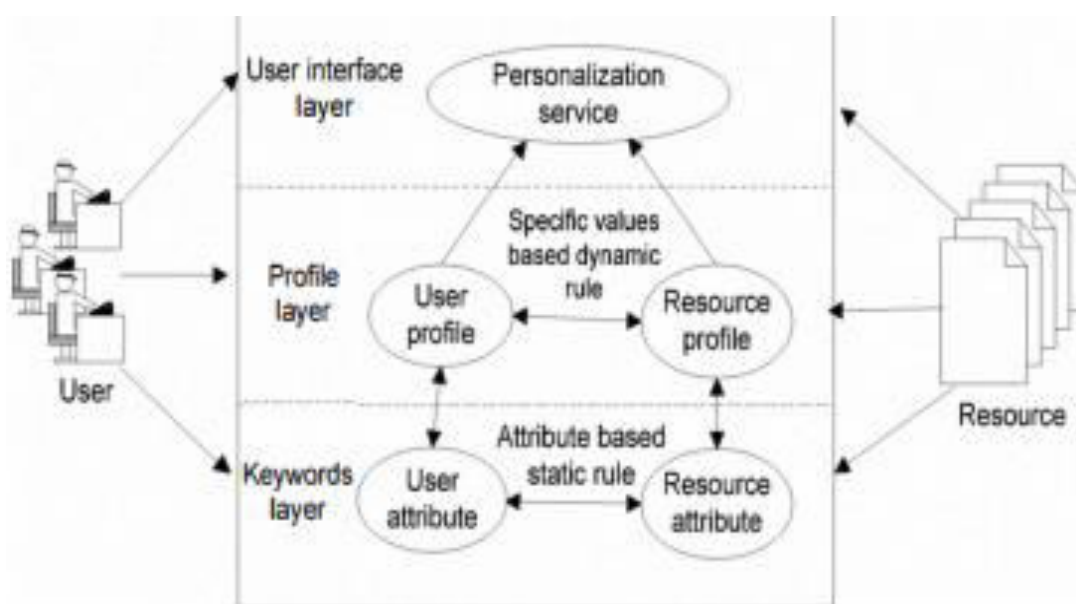 User interface
layer
Personalization
service
Specific values
based dynamic
rule
Profile
layer
User
profile
Resource
profile
User
Resource
Attribute based
static rule
Keywords
layer
User
attribute
Resource
attribute